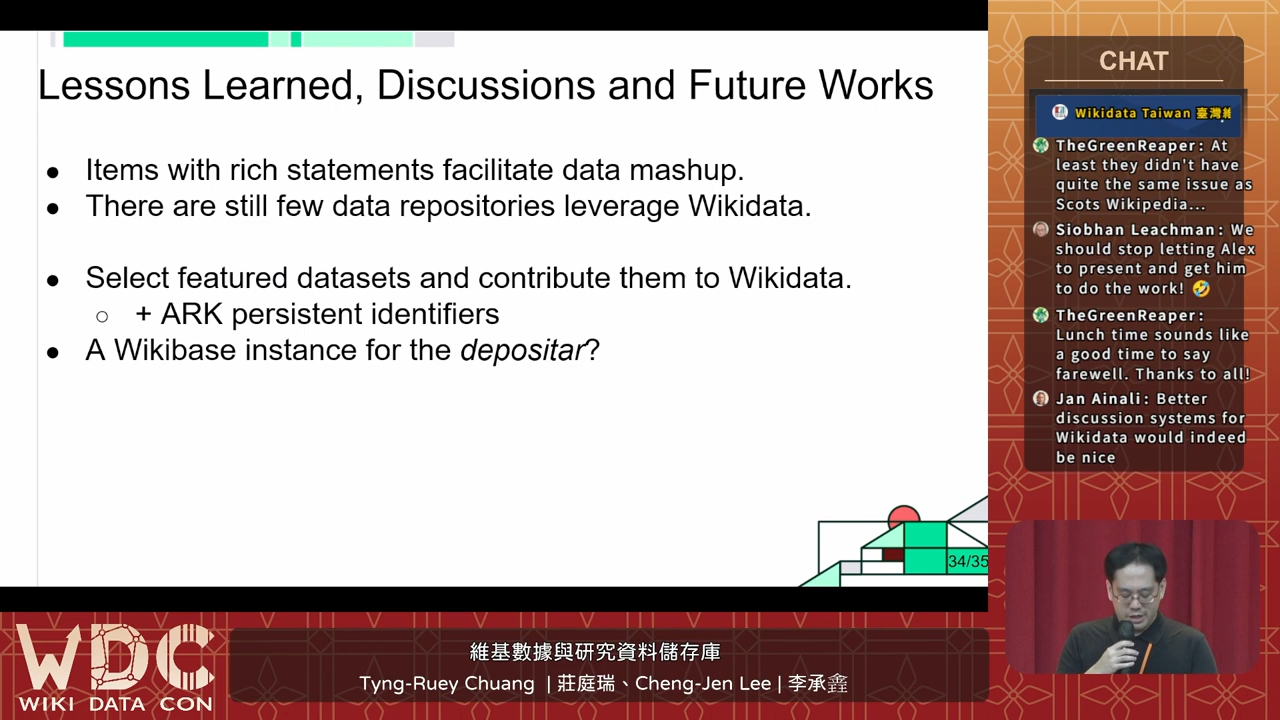 Lessons Learned, Discussions and Future Works
● Items with rich statements facilitate data mashup.
● There are still few data repositories leverage Wikidata.
● Select featured datasets and contribute them to Wikidata.
○ + ARK persistent identifiers
● A Wikibase instance for the depositar?
34/35
CHAT
Wikidata Taiwan 臺灣維
TheGreenReaper: At
least they didn't have
quite the same issue as
Scots Wikipedia...
Siobhan Leachman: We
should stop letting Alex
to present and get him
to do the work! 🤣
TheGreenReaper:
Lunch time sounds like
a good time to say
farewell. Thanks to all!
Jan Ainali: Better
discussion systems for
Wikidata would indeed
be nice
WDC
WIKI DATA CON
維基數據與研究資料儲存庫
Tyng-Ruey Chuang | 莊庭瑞、Cheng-Jen Lee | 李承錱